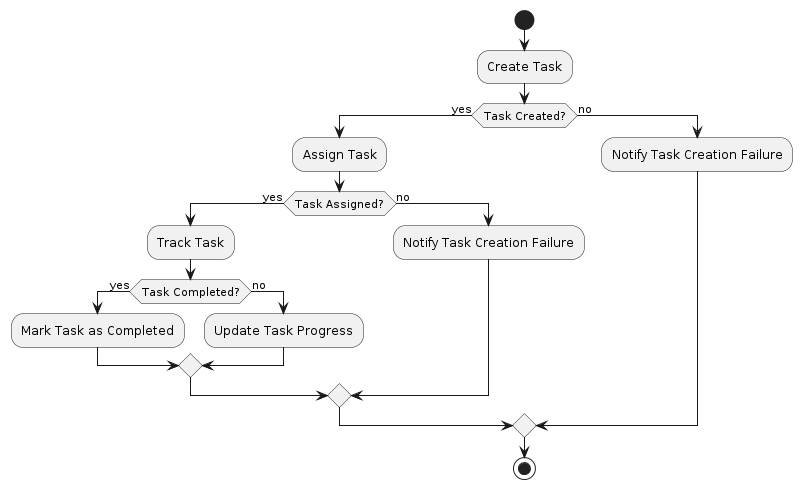 Create Task
yes
Task Created?
no
Assign Task
Notify Task Creation Failure
yes
Task Assigned?
no
Track Task
Notify Task Creation Failure
yes
Task Completed?
no
Mark Task as Completed
Update Task Progress